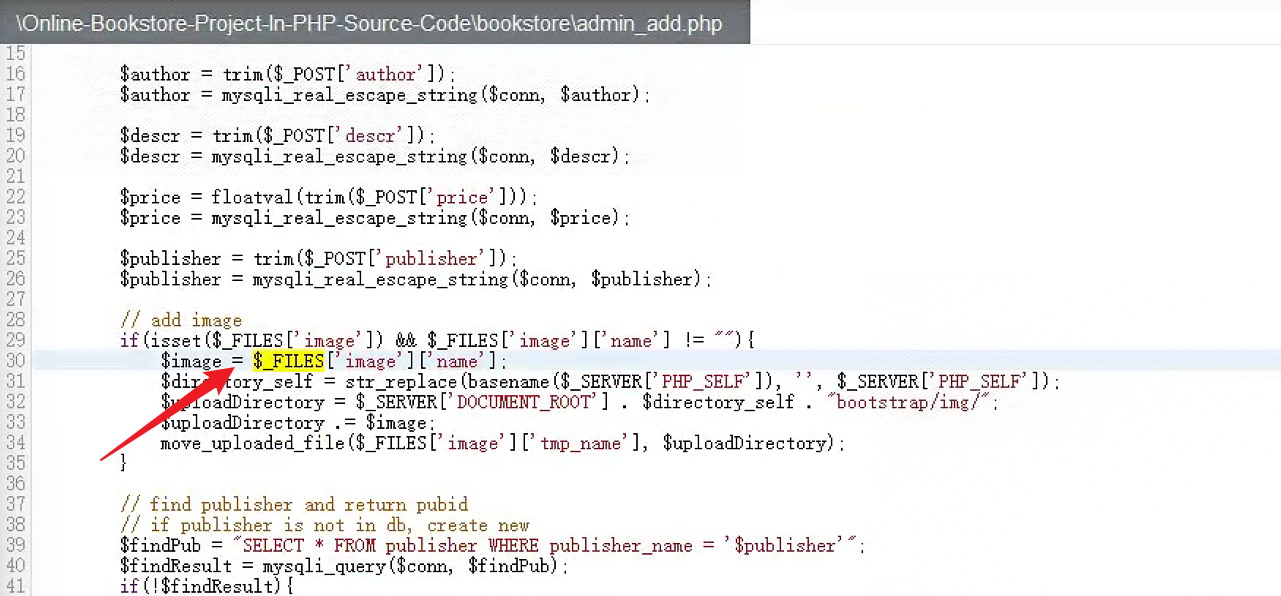 \Online-Bookstore-Project-In-PHP-Source-Code\bookstore\admin_add.php
15
16 $author = trim($_POST['author']);
17 $author = mysqli_real_escape_string($conn, $author);
18
19 $descr = trim($_POST['descr']);
20 $descr = mysqli_real_escape_string($conn, $descr);
21
22 $price = floatval(trim($_POST['price']));
23 $price = mysqli_real_escape_string($conn, $price);
24
25 $publisher = trim($_POST['publisher']);
26 $publisher = mysqli_real_escape_string($conn, $publisher);
27
28 // add image
29 if(isset($_FILES['image']) && $_FILES['image']['name'] != ""){
30 $image = $_FILES['image']['name'];
31 $directory_self = str_replace(basename($_SERVER['PHP_SELF']), '', $_SERVER['PHP_SELF']);
32 $uploadDirectory = $_SERVER['DOCUMENT_ROOT'] . $directory_self . "bootstrap/img/";
33 $uploadDirectory .= $image;
34 move_uploaded_file($_FILES['image']['tmp_name'], $uploadDirectory);
35 }
36
37 // find publisher and return pubid
38 // if publisher is not in db, create new
39 $findPub = "SELECT * FROM publisher WHERE publisher_name = '$publisher'";
40 $findResult = mysqli_query($conn, $findPub);
41 if(!$findResult){